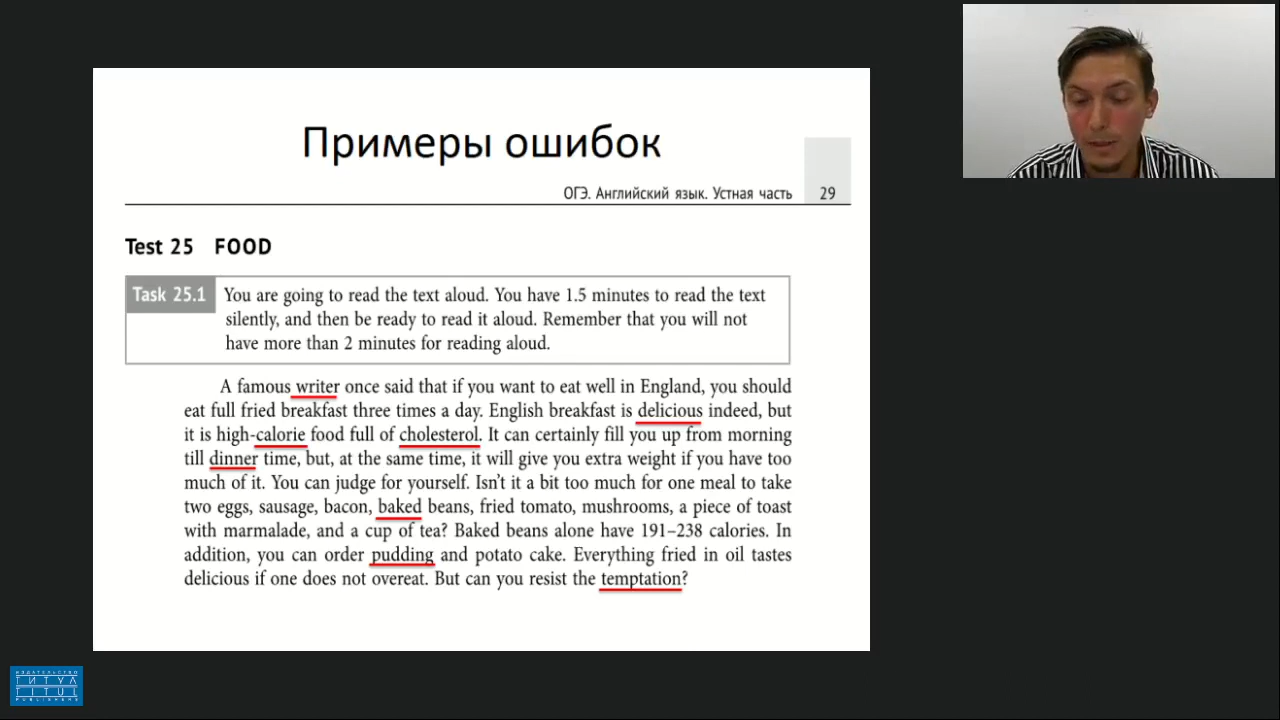 Примеры ошибок
ОГЭ. Английский язык. Устная часть 29
Test 25 FOOD
Task 25.1 You are going to read the text aloud. You have 1.5 minutes to read the text
silently, and then be ready to read it aloud. Remember that you will not
have more than 2 minutes for reading aloud.
A famous writer once said that if you want to eat well in England, you should
eat full fried breakfast three times a day. English breakfast is delicious indeed, but
it is high-calorie food full of cholesterol. It can certainly fill you up from morning
till dinner time, but, at the same time, it will give you extra weight if you have too
much of it. You can judge for yourself. Isn't it a bit too much for one meal to take
two eggs, sausage, bacon, baked beans, fried tomato, mushrooms, a piece of toast
with marmalade, and a cup of tea? Baked beans alone have 191–238 calories. In
addition, you can order pudding and potato cake. Everything fried in oil tastes
delicious if one does not overeat. But can you resist the temptation?
ИЗДАТЕЛЬСТВО
ТИТУЛ
TITUL
PUBLISHERS